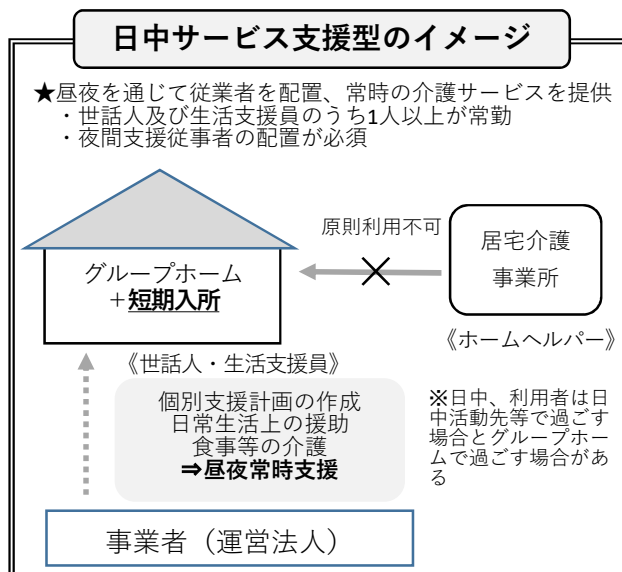 日中サービス支援型のイメージ
★昼夜を通じて従業者を配置、常時の介護サービスを提供
・世話人及び生活支援員のうち1人以上が常勤
・夜間支援従事者の配置が必須
原則利用不可
居宅介護
事業所
グループホーム
+短期入所
《ホームヘルパー》
《世話人・生活支援員》
個別支援計画の作成
日常生活上の援助
食事等の介護
⇒昼夜常時支援
※日中、利用者は日
中活動先等で過ごす
場合とグループホー
ムで過ごす場合があ
る
事業者（運営法人）